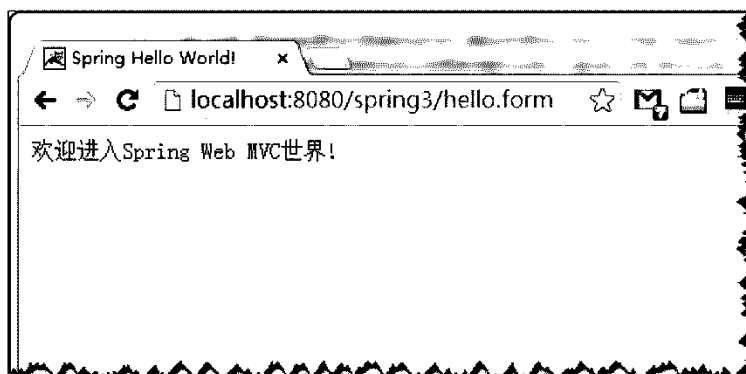 Spring Hello World!
localhost:8080/spring3/hello.form
欢迎进入Spring Web MVC世界!